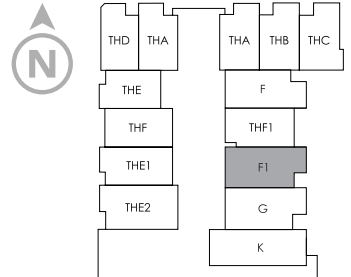 THD THA THA THB THC
N
THE F
THF THF1
THE1 F1
THE2 G
K